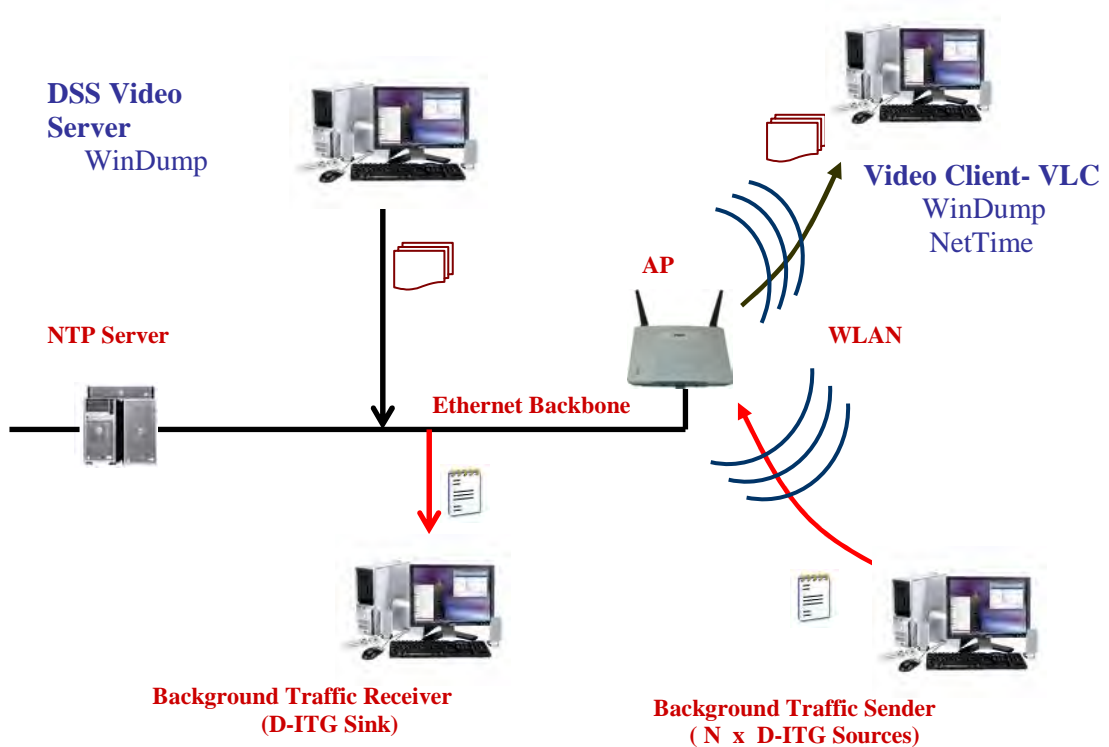 DSS Video
Server
WinDump
Video Client- VLC
WinDump
NetTime
AP
NTP Server
WLAN
Ethernet Backbone
Background Traffic Receiver
(D-ITG Sink)
Background Traffic Sender
( N x D-ITG Sources)